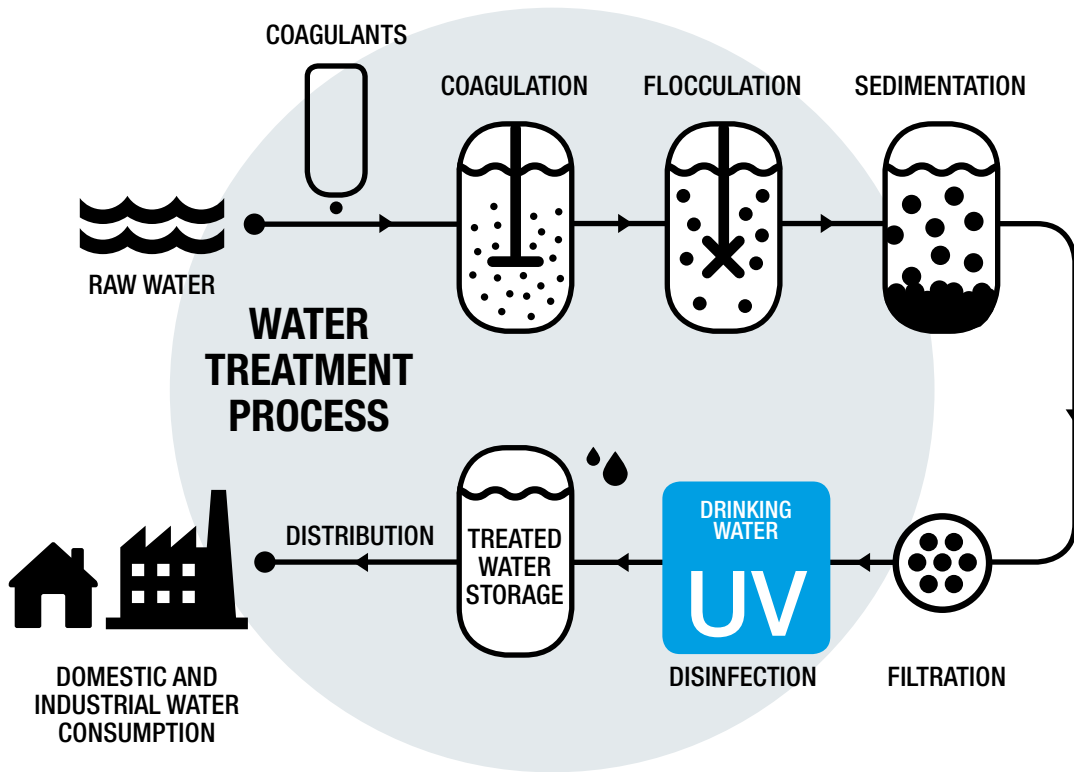 COAGULANTS
COAGULATION
FLOCCULATION
SEDIMENTATION
RAW WATER
WATER
TREATMENT
PROCESS
DISTRIBUTION
TREATED
WATER
STORAGE
DRINKING
WATER
UV
DISINFECTION
FILTRATION
DOMESTIC AND
INDUSTRIAL WATER
CONSUMPTION